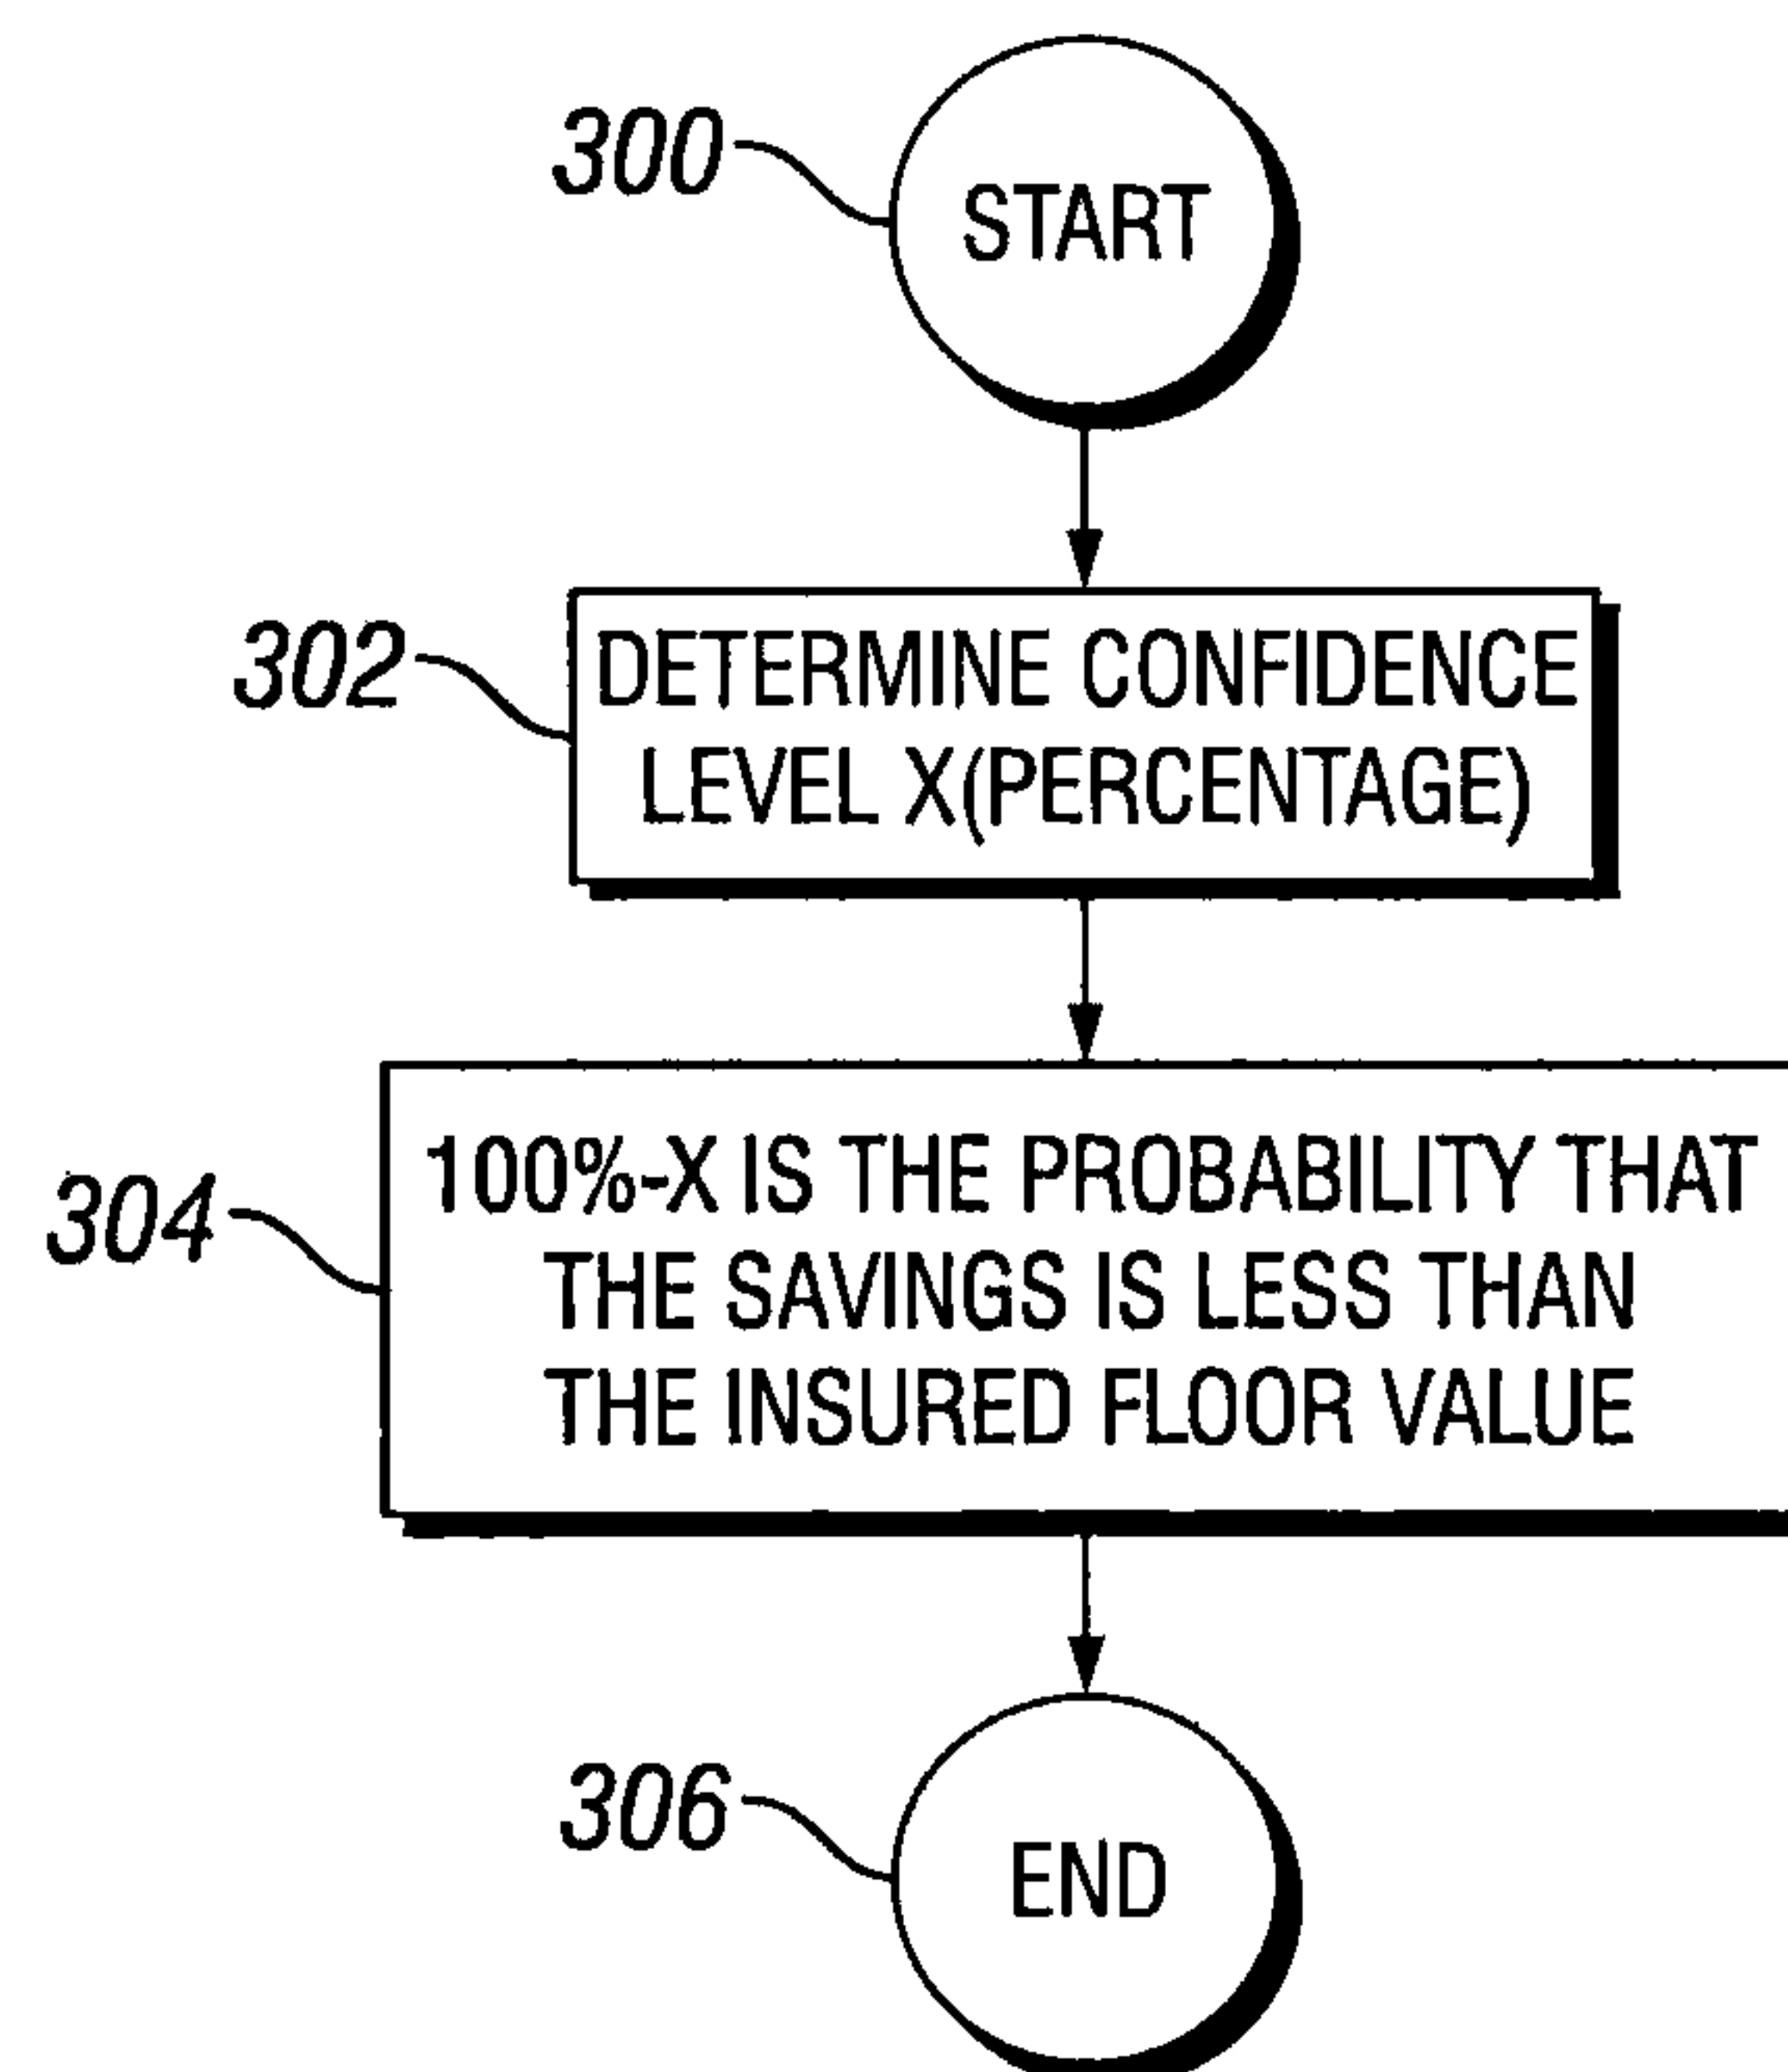 300
START
302
DETERMINE CONFIDENCE
LEVEL X(PERCENTAGE)
304
100%-X IS THE PROBABILITY THAT
THE SAVINGS IS LESS THAN
THE INSURED FLOOR VALUE
306
END